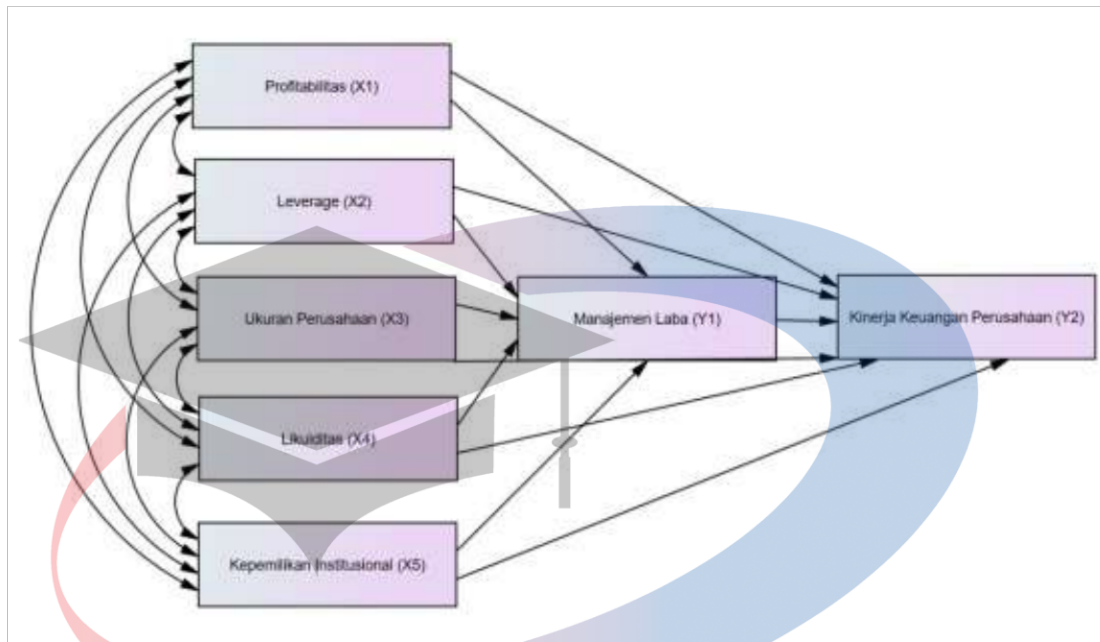 Profitabilitas (X1)
Leverage (X2)
Ukuran Perusahaan (X3)
Manajemen Laba (Y1)
Kinerja Keuangan Perusahaan (Y2)
Likuiditas (X4)
Kepemilikan Institusional (X5)